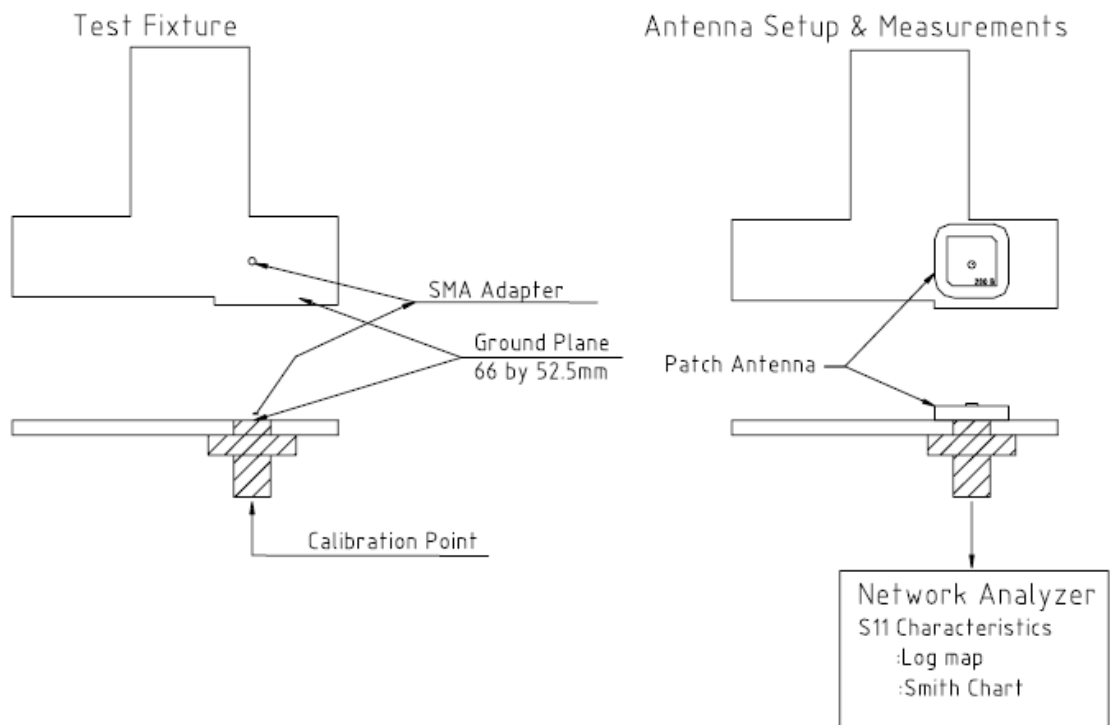 Test Fixture
Antenna Setup & Measurements
SMA Adapter
Ground Plane
66 by 52.5mm
Patch Antenna
Calibration Point
Network Analyzer
S11 Characteristics
:Log map
:Smith Chart